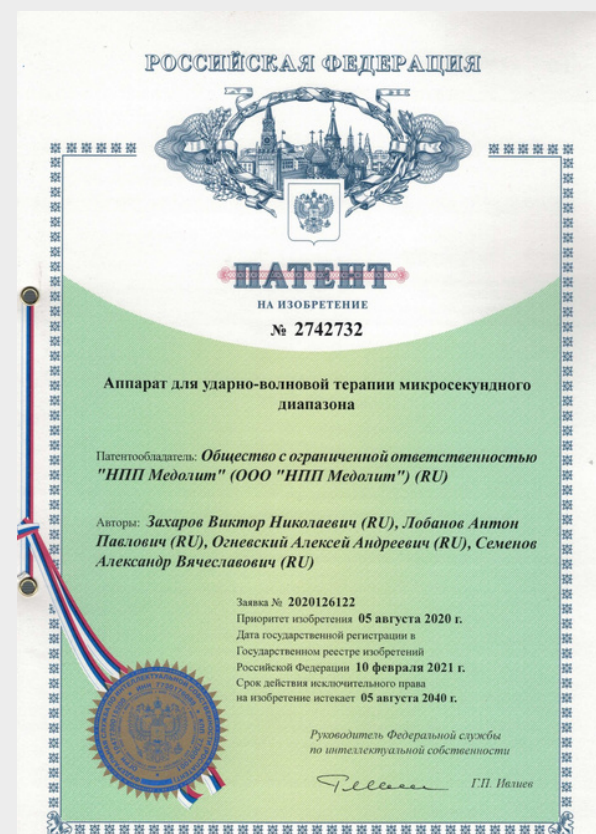 РОССИЙСКАЯ ФЕДЕРАЦИЯ
ПАТЕНТ
НА ИЗОБРЕТЕНИЕ
№ 2742732
Аппарат для ударно-волновой терапии микросекундного
диапазона
Патентообладатель: Общество с ограниченной ответственностью
"НПП Медолит" (ООО "НПП Медолит") (RU)
Авторы: Захаров Виктор Николаевич (RU), Лобанов Антон
Павлович (RU), Огневский Алексей Андреевич (RU), Семенов
Александр Вячеславович (RU)
Заявка № 2020126122
Приоритет изобретения 05 августа 2020 г.
Дата государственной регистрации в
Государственном реестре изобретений
Российской Федерации 10 февраля 2021 г.
Срок действия исключительного права
на изобретение истекает 05 августа 2040 г.
Руководитель Федеральной службы
по интеллектуальной собственности
Г.П. Ивлиев